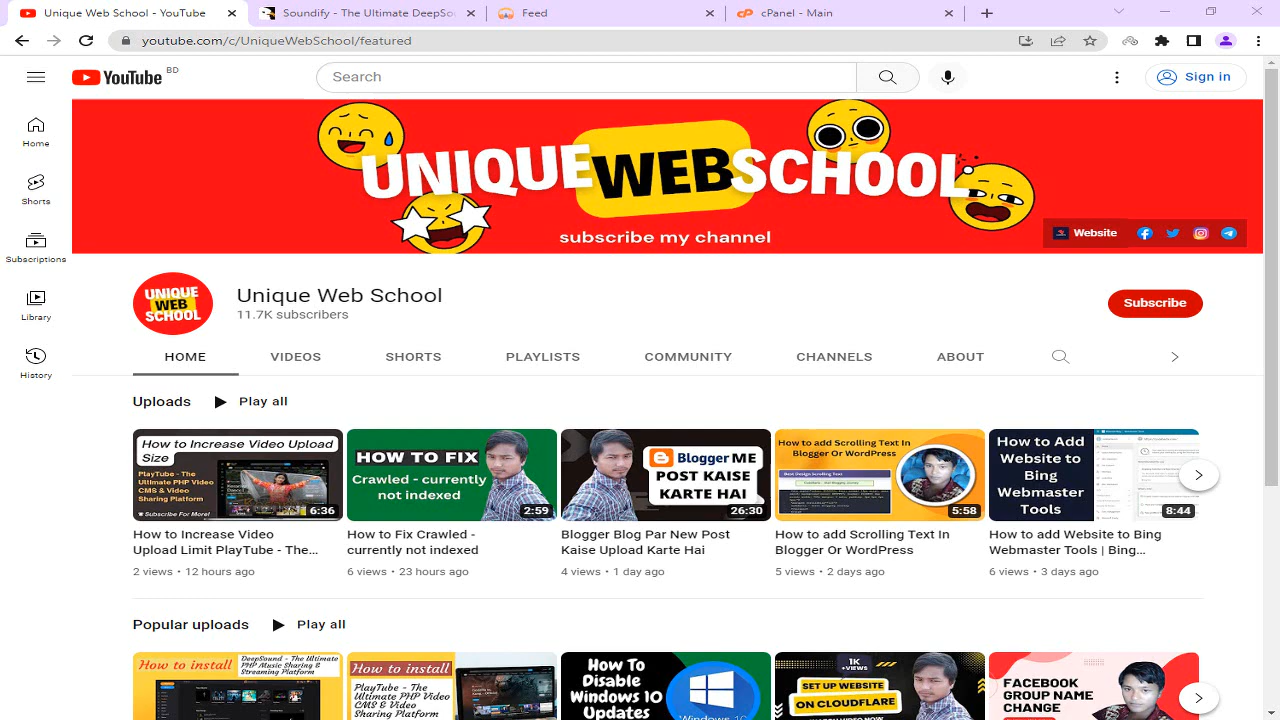 Unique Web School - YouTube
Soundify - The Ultimate DeepSo
Feed
cPanel - Main
youtube.com/c/UniqueWebSchool/featured
YouTube BD
Search
Sign in
Home
Shorts
Subscriptions
Library
History
UNIQUE WEB SCHOOL
subscribe my channel
Website
UNIQUE
WEB
SCHOOL
Unique Web School
11.7K subscribers
Subscribe
HOME
VIDEOS
SHORTS
PLAYLISTS
COMMUNITY
CHANNELS
ABOUT
Uploads
Play all
How to Increase Video Upload
Size
PlayTube - The
Ultimate PHP Video
CMS & Video
Sharing Platform
Subscribe For More!
6:36
How to Increase Video
Upload Limit PlayTube - The...
2 views • 12 hours ago
HOW TO FIX
Crawled - currently
not indexed
How to Fix Crawled -
currently not indexed
6 views • 23 hours ago
Blogger ME
POST KAISE
KARTE HAI
26:30
Blogger Blog Par New Post
Kaise Upload Karte Hai
4 views • 1 day ago
How to add Scrolling Text In
Blogger Or WordPress
Best Design Scrolling Text
5:58
How to add Scrolling Text In
Blogger Or WordPress
5 views • 2 days ago
How to Add
Website to
Bing
Webmaster
Tools
8:44
How to add Website to Bing
Webmaster Tools | Bing...
6 views • 3 days ago
Popular uploads
Play all
How to install
DeepSound - The Ultimate
PHP Music Sharing &
Streaming Platform
How to install
PlayTube - The
Ultimate PHP Video
CMS & Video
How To
Disable
Windows 10
Update
Windows 10
1K
+VIEWS
SET UP WEBSITE
ON CLOUDFLARE
WATCH VIDEO NOW
FACEBOOK
GROUP NAME
CHANGE